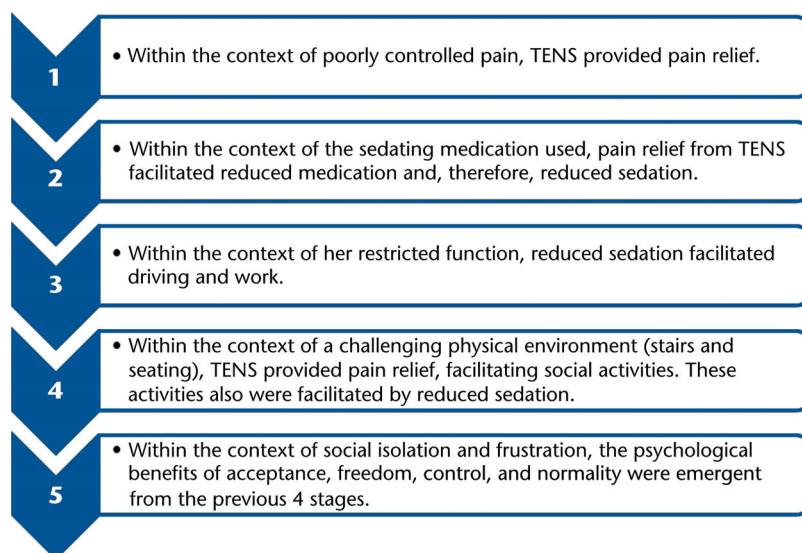 1
• Within the context of poorly controlled pain, TENS provided pain relief.
2
• Within the context of the sedating medication used, pain relief from TENS
facilitated reduced medication and, therefore, reduced sedation.
3
• Within the context of her restricted function, reduced sedation facilitated
driving and work.
4
• Within the context of a challenging physical environment (stairs and
seating), TENS provided pain relief, facilitating social activities. These
activities also were facilitated by reduced sedation.
5
• Within the context of social isolation and frustration, the psychological
benefits of acceptance, freedom, control, and normality were emergent
from the previous 4 stages.